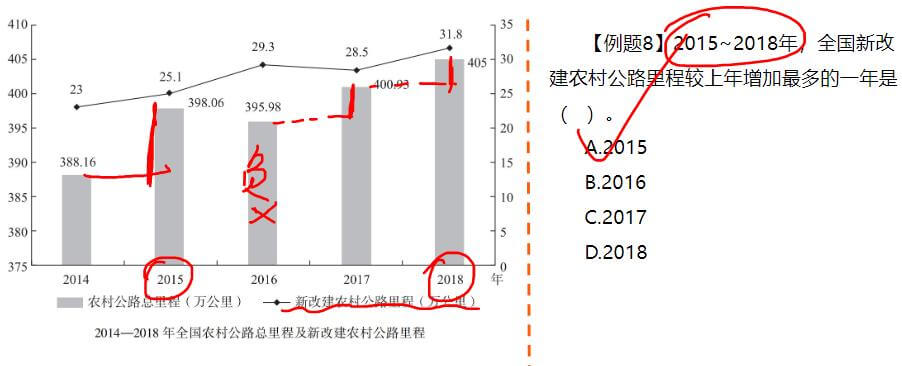 410
405
400
395
390
385
380
375
35
30
25
20
15
10
5
0
23
25.1
29.3
28.5
31.8
388.16
398.06
395.98
400.93
405
负
2014
2015
2016
2017
2018
年
农村公路总里程（万公里）
新改建农村公路里程（万公里）
2014—2018 年全国农村公路总里程及新改建农村公路里程
【例题8】2015~2018年，全国新改
建农村公路里程较上年增加最多的一年是
（　）。
A.2015
B.2016
C.2017
D.2018